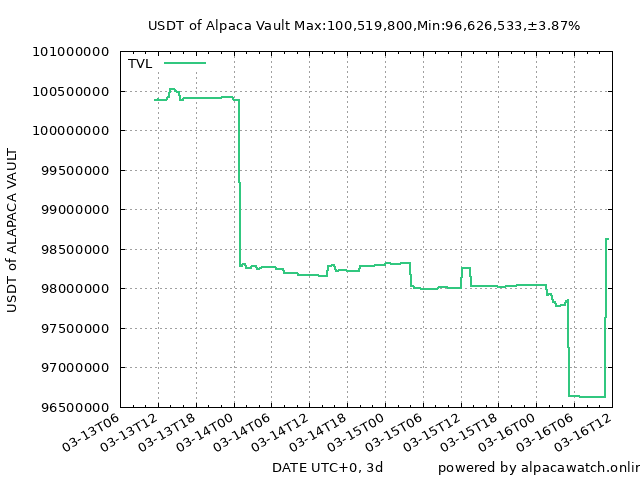 USDT of Alpaca Vault Max:100,519,800,Min:96,626,533,±3.87%
TVL
101000000
100500000
100000000
99500000
99000000
98500000
98000000
97500000
97000000
96500000
USDT of ALAPACA VAULT
03-13T06
03-13T12
03-13T18
03-14T00
03-14T06
03-14T12
03-14T18
03-15T00
03-15T06
03-15T12
03-15T18
03-16T00
03-16T06
03-16T12
DATE UTC+0, 3d
powered by alpacawatch.onlin